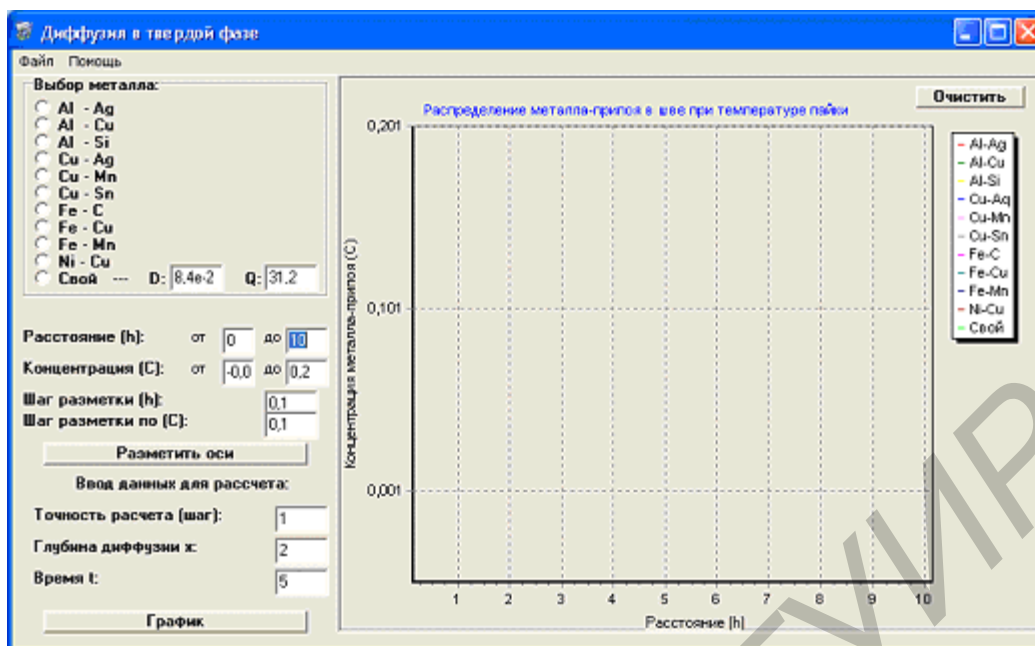 Диффузия в твердой фазе
Файл Помощь
Выбор металла:
Al - Ag
Al - Cu
Al - Si
Cu - Ag
Cu - Mn
Cu - Sn
Fe - C
Fe - Cu
Fe - Mn
Ni - Cu
Свой --- D: 8,4e-2 Q: 31,2
Расстояние (h): от 0 до 10
Концентрация (C): от -0,0 до 0,2
Шаг разметки (h): 0,1
Шаг разметки по (C): 0,1
Разметить оси
Ввод данных для рассчета:
Точность расчета (шаг): 1
Глубина диффузии x: 2
Время t: 5
График
Очистить
Распределение металла-припоя в шве при температуре пайки
0,201
0,101
0,001
Концентрация металла-припоя (C)
1 2 3 4 5 6 7 8 9 10
Расстояние (h)
Al-Ag
Al-Cu
Al-Si
Cu-Ag
Cu-Mn
Cu-Sn
Fe-C
Fe-Cu
Fe-Mn
Ni-Cu
Свой
ГУИР